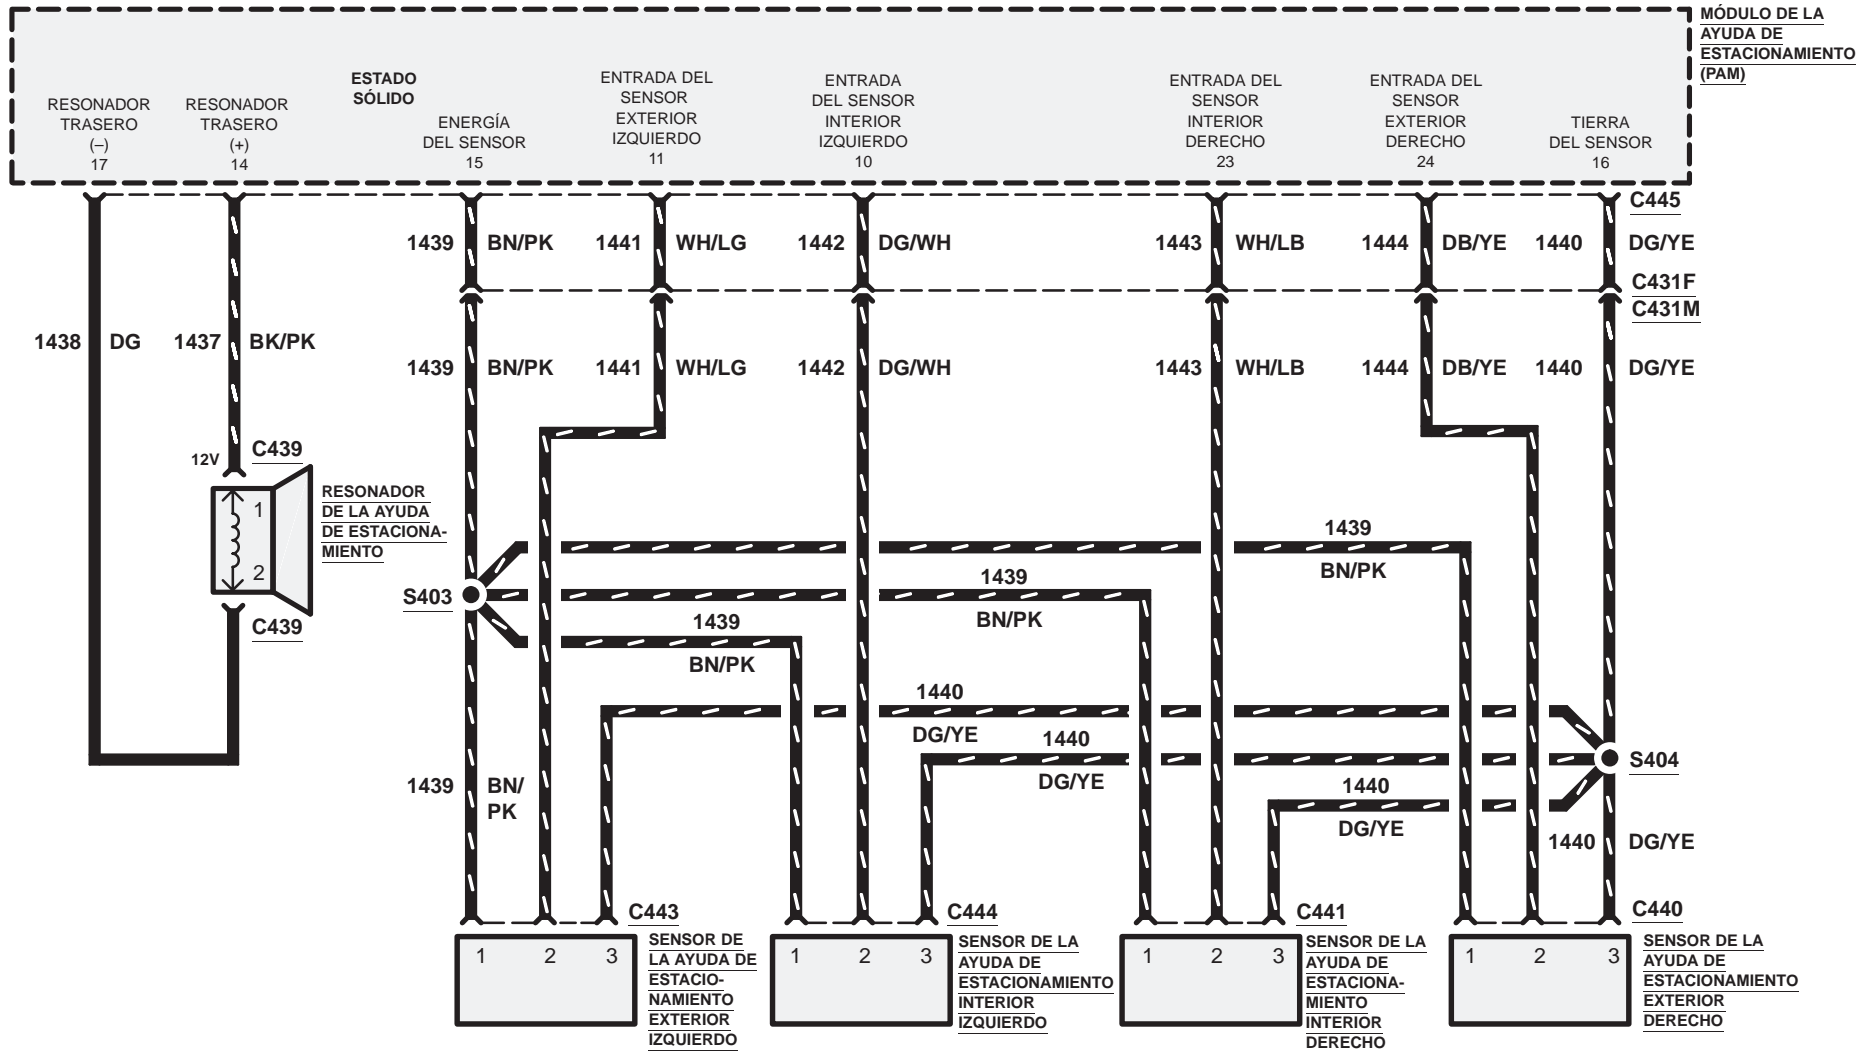 MÓDULO DE LA
AYUDA DE
ESTACIONAMIENTO
(PAM)
RESONADOR
TRASERO
(–)
17
RESONADOR
TRASERO
(+)
14
ESTADO
SÓLIDO
ENERGÍA
DEL SENSOR
15
ENTRADA DEL
SENSOR
EXTERIOR
IZQUIERDO
11
ENTRADA
DEL SENSOR
INTERIOR
IZQUIERDO
10
ENTRADA DEL
SENSOR
INTERIOR
DERECHO
23
ENTRADA DEL
SENSOR
EXTERIOR
DERECHO
24
TIERRA
DEL SENSOR
16
C445
1439 BN/PK 1441 WH/LG 1442 DG/WH 1443 WH/LB 1444 DB/YE 1440 DG/YE
C431F
C431M
1438 DG 1437 BK/PK
1439 BN/PK 1441 WH/LG 1442 DG/WH 1443 WH/LB 1444 DB/YE 1440 DG/YE
12V
C439
1
2
RESONADOR
DE LA AYUDA
DE ESTACIONA-
MIENTO
C439
1439
BN/PK
S403
1439
BN/PK
1439
BN/PK
1440
DG/YE
1440
DG/YE
S404
1439
BN/
PK
1440
DG/YE
1440 DG/YE
C443
1 2 3
SENSOR DE
LA AYUDA DE
ESTACIO-
NAMIENTO
EXTERIOR
IZQUIERDO
C444
1 2 3
SENSOR DE LA
AYUDA DE
ESTACIONAMIENTO
INTERIOR
IZQUIERDO
C441
1 2 3
SENSOR DE LA
AYUDA DE
ESTACIONA-
MIENTO
INTERIOR
DERECHO
C440
1 2 3
SENSOR DE LA
AYUDA DE
ESTACIONAMIENTO
EXTERIOR
DERECHO